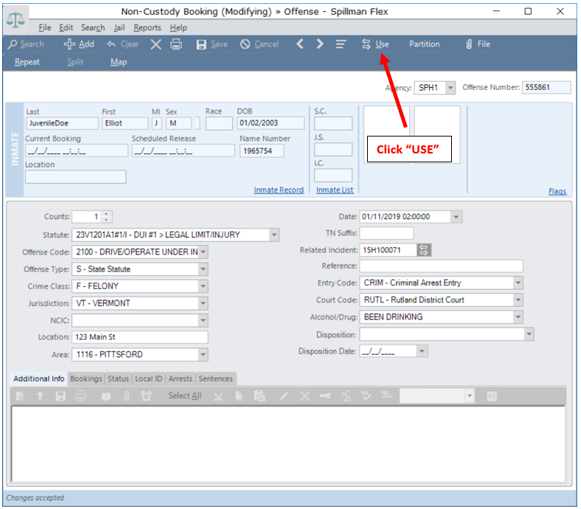 Non-Custody Booking (Modifying) » Offense - Spillman Flex
File Edit Search Jail Reports Help
Search Add Clear Save Cancel Use Partition File
Repeat Split Map
Agency: SPH1 Offense Number: 555861
INMATE
Last First MI Sex Race DOB S.C.
JuvenileDoe Elliot J M 01/02/2003
Current Booking Scheduled Release Name Number J.S.
__/__/____ __:__:__ __/__/____ __:__:__ 1965754
Location I.C.
Inmate Record Inmate List Flags
Click “USE”
Counts: 1 Date: 01/11/2019 02:00:00
Statute: 23V1201A1#1/I - DUI #1 > LEGAL LIMIT/INJURY TN Suffix:
Offense Code: 2100 - DRIVE/OPERATE UNDER IN Related Incident: 15H100071
Offense Type: S - State Statute Reference:
Crime Class: F - FELONY Entry Code: CRIM - Criminal Arrest Entry
Jurisdiction: VT - VERMONT Court Code: RUTL - Rutland District Court
NCIC: Alcohol/Drug: BEEN DRINKING
Location: 123 Main St Disposition:
Area: 1116 - PITTSFORD Disposition Date: __/__/____
Additional Info Bookings Status Local ID Arrests Sentences
Select All
Changes accepted